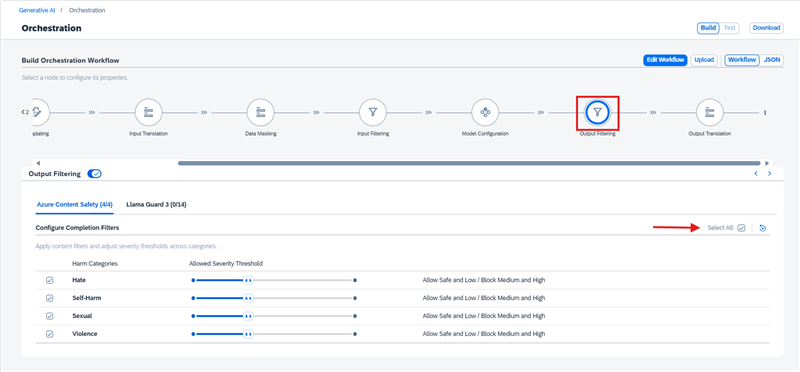 Generative AI / Orchestration
Orchestration
Build Test Download
Build Orchestration Workflow
Edit Workflow Upload Workflow JSON
Select a node to configure its properties.
2
plating Input Translation Data Masking Input Filtering Model Configuration Output Filtering Output Translation
Output Filtering
Azure Content Safety (4/4) Llama Guard 3 (0/14)
Configure Completion Filters Select All:
Apply content filters and adjust severity thresholds across categories.
Harm Categories Allowed Severity Threshold
Hate Allow Safe and Low / Block Medium and High
Self-Harm Allow Safe and Low / Block Medium and High
Sexual Allow Safe and Low / Block Medium and High
Violence Allow Safe and Low / Block Medium and High